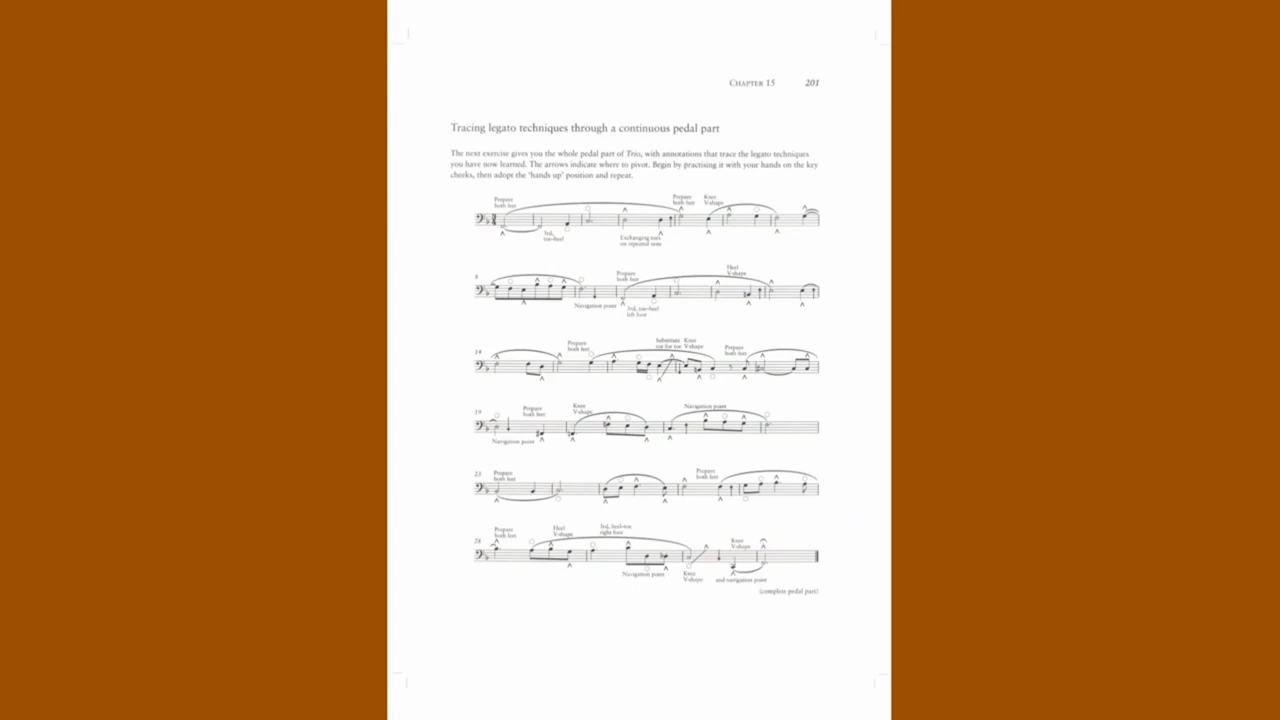 CHAPTER 15 201
Tracing legato techniques through a continuous pedal part
The next exercise gives you the whole pedal part of Trio, with annotations that trace the legato techniques
you have now learned. The arrows indicate where to pivot. Begin by practising it with your hands on the key
cheeks, then adopt the 'hands up' position and repeat.
Prepare
both feet
Prepare
both feet
Knee
V-shape
3rd,
toe-heel
Exchanging toes
on repeated note
8
Prepare
both feet
Heel
V-shape
Navigation point
3rd, toe-heel
left foot
14
Prepare
both feet
Substitute
toe for toe
Knee
V-shape
Prepare
both feet
19
Prepare
both feet
Knee
V-shape
Navigation point
Navigation point
23
Prepare
both feet
Prepare
both feet
28
Prepare
both feet
Heel
V-shape
3rd, heel-toe
right foot
Knee
V-shape
Navigation point
Knee
V-shape
and navigation point
(complete pedal part)